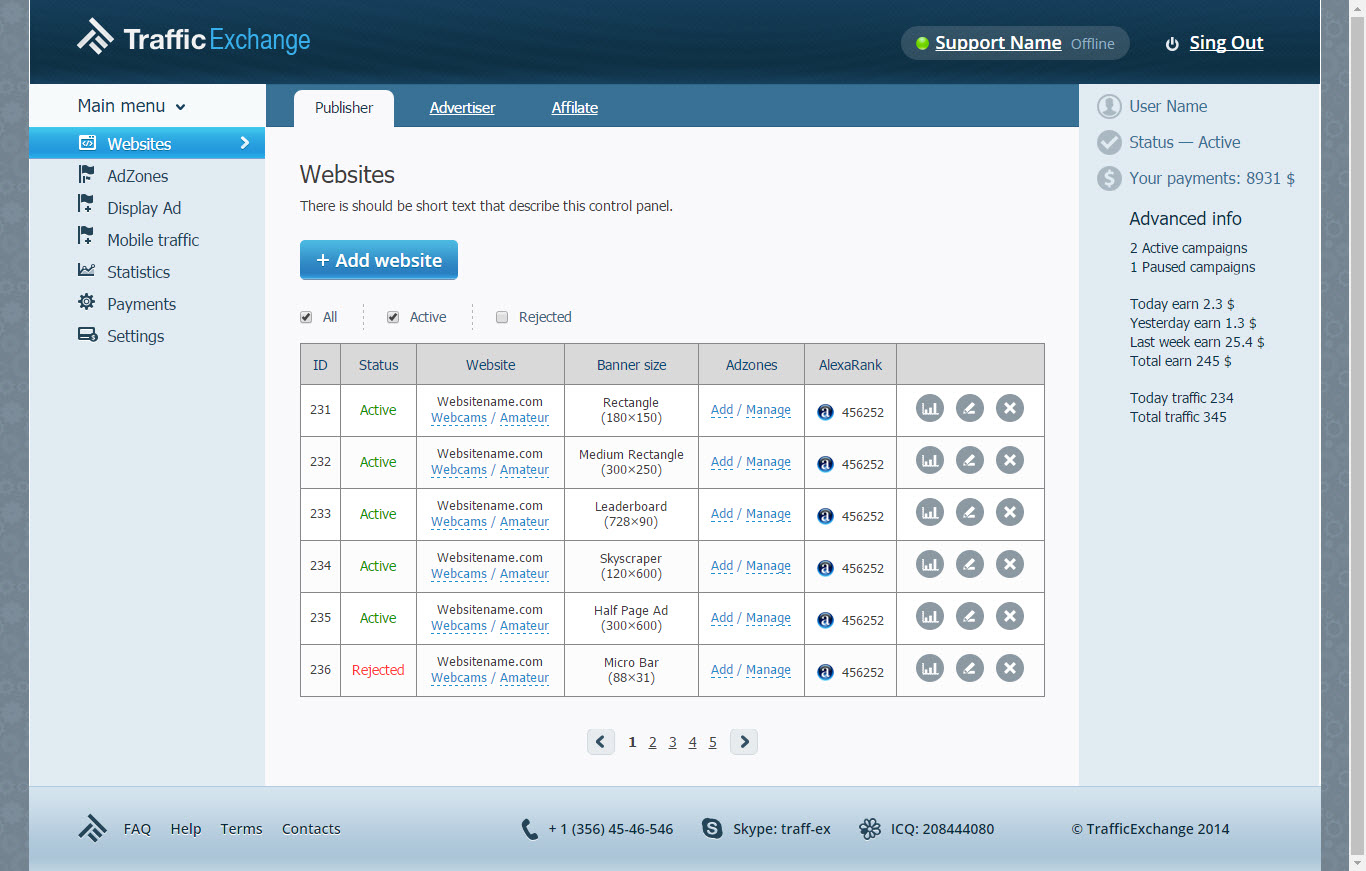 TrafficExchange
Support Name Offline
Sing Out
Main menu
Websites
AdZones
Display Ad
Mobile traffic
Statistics
Payments
Settings
Publisher Advertiser Affilate
Websites
There is should be short text that describe this control panel.
+ Add website
All Active Rejected
ID Status Website Banner size Adzones AlexaRank
231 Active Websitename.com Webcams / Amateur Rectangle (180×150) Add / Manage a 456252
232 Active Websitename.com Webcams / Amateur Medium Rectangle (300×250) Add / Manage a 456252
233 Active Websitename.com Webcams / Amateur Leaderboard (728×90) Add / Manage a 456252
234 Active Websitename.com Webcams / Amateur Skyscraper (120×600) Add / Manage a 456252
235 Active Websitename.com Webcams / Amateur Half Page Ad (300×600) Add / Manage a 456252
236 Rejected Websitename.com Webcams / Amateur Micro Bar (88×31) Add / Manage a 456252
1 2 3 4 5
User Name
Status — Active
Your payments: 8931 $
Advanced info
2 Active campaigns
1 Paused campaigns
Today earn 2.3 $
Yesterday earn 1.3 $
Last week earn 25.4 $
Total earn 245 $
Today traffic 234
Total traffic 345
FAQ Help Terms Contacts
+ 1 (356) 45-46-546
Skype: traff-ex
ICQ: 208444080
© TrafficExchange 2014